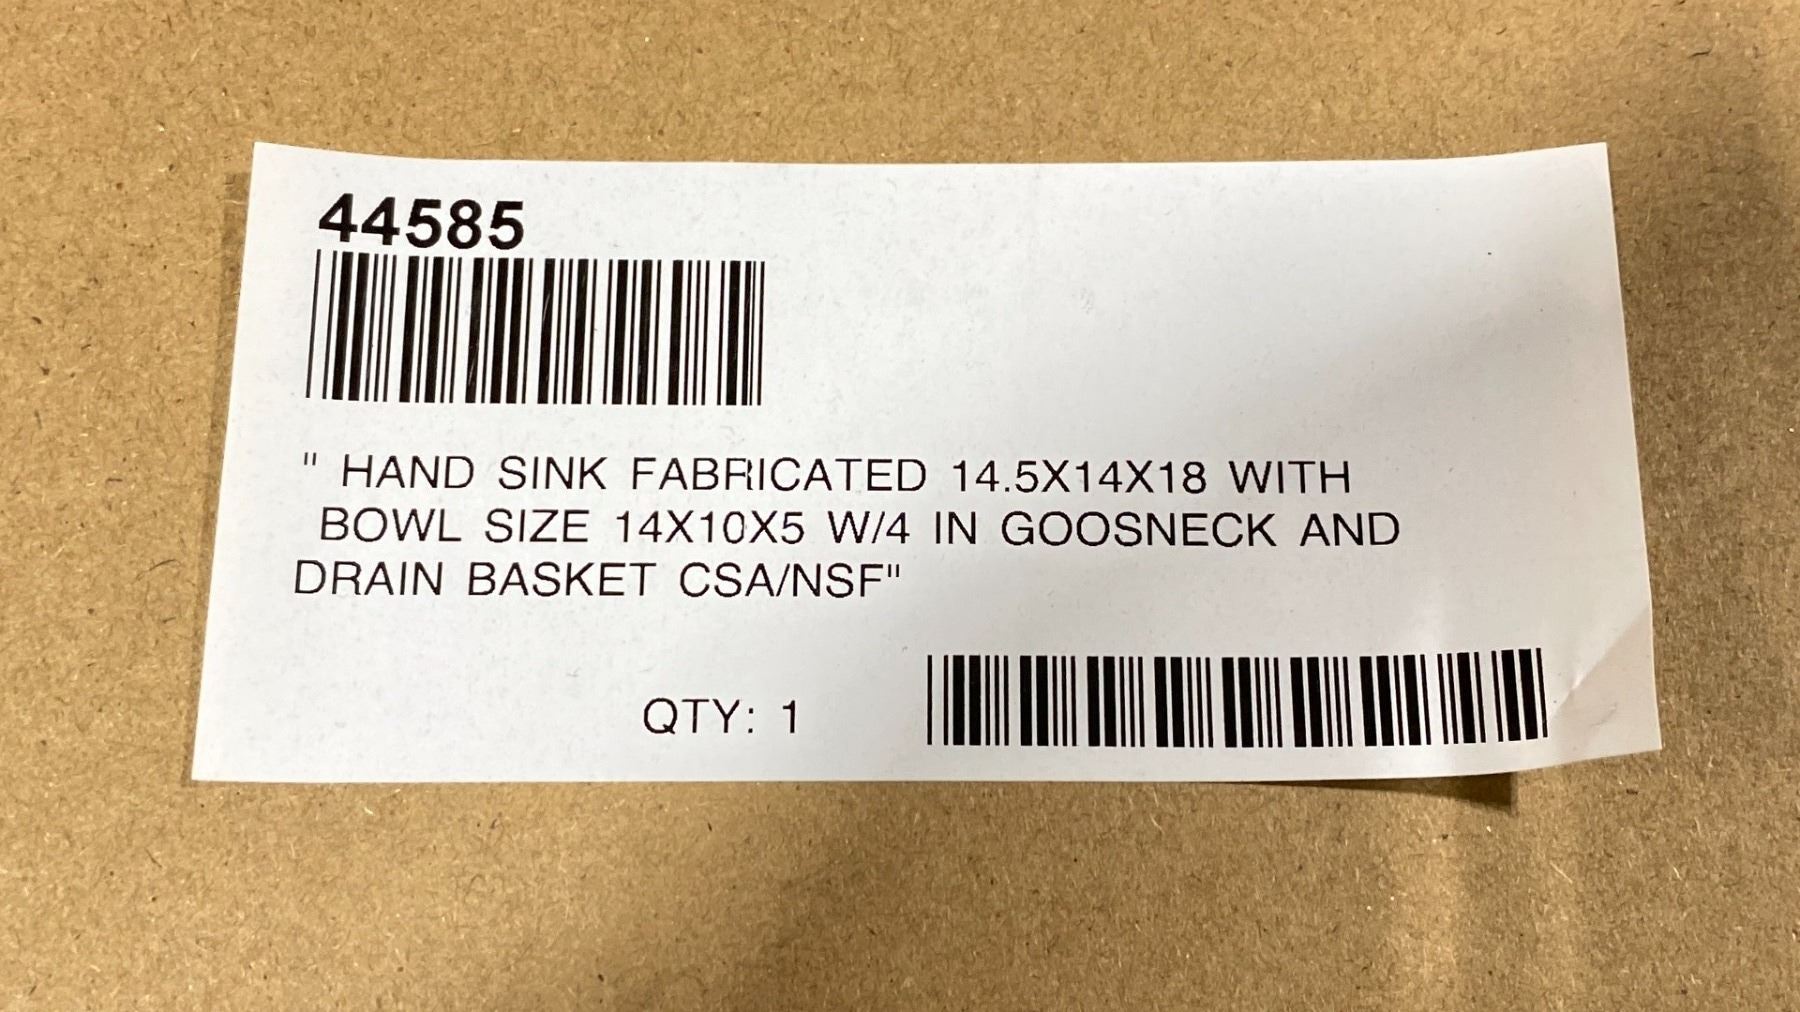 44585
" HAND SINK FABRICATED 14.5X14X18 WITH
BOWL SIZE 14X10X5 W/4 IN GOOSNECK AND
DRAIN BASKET CSA/NSF"
QTY: 1